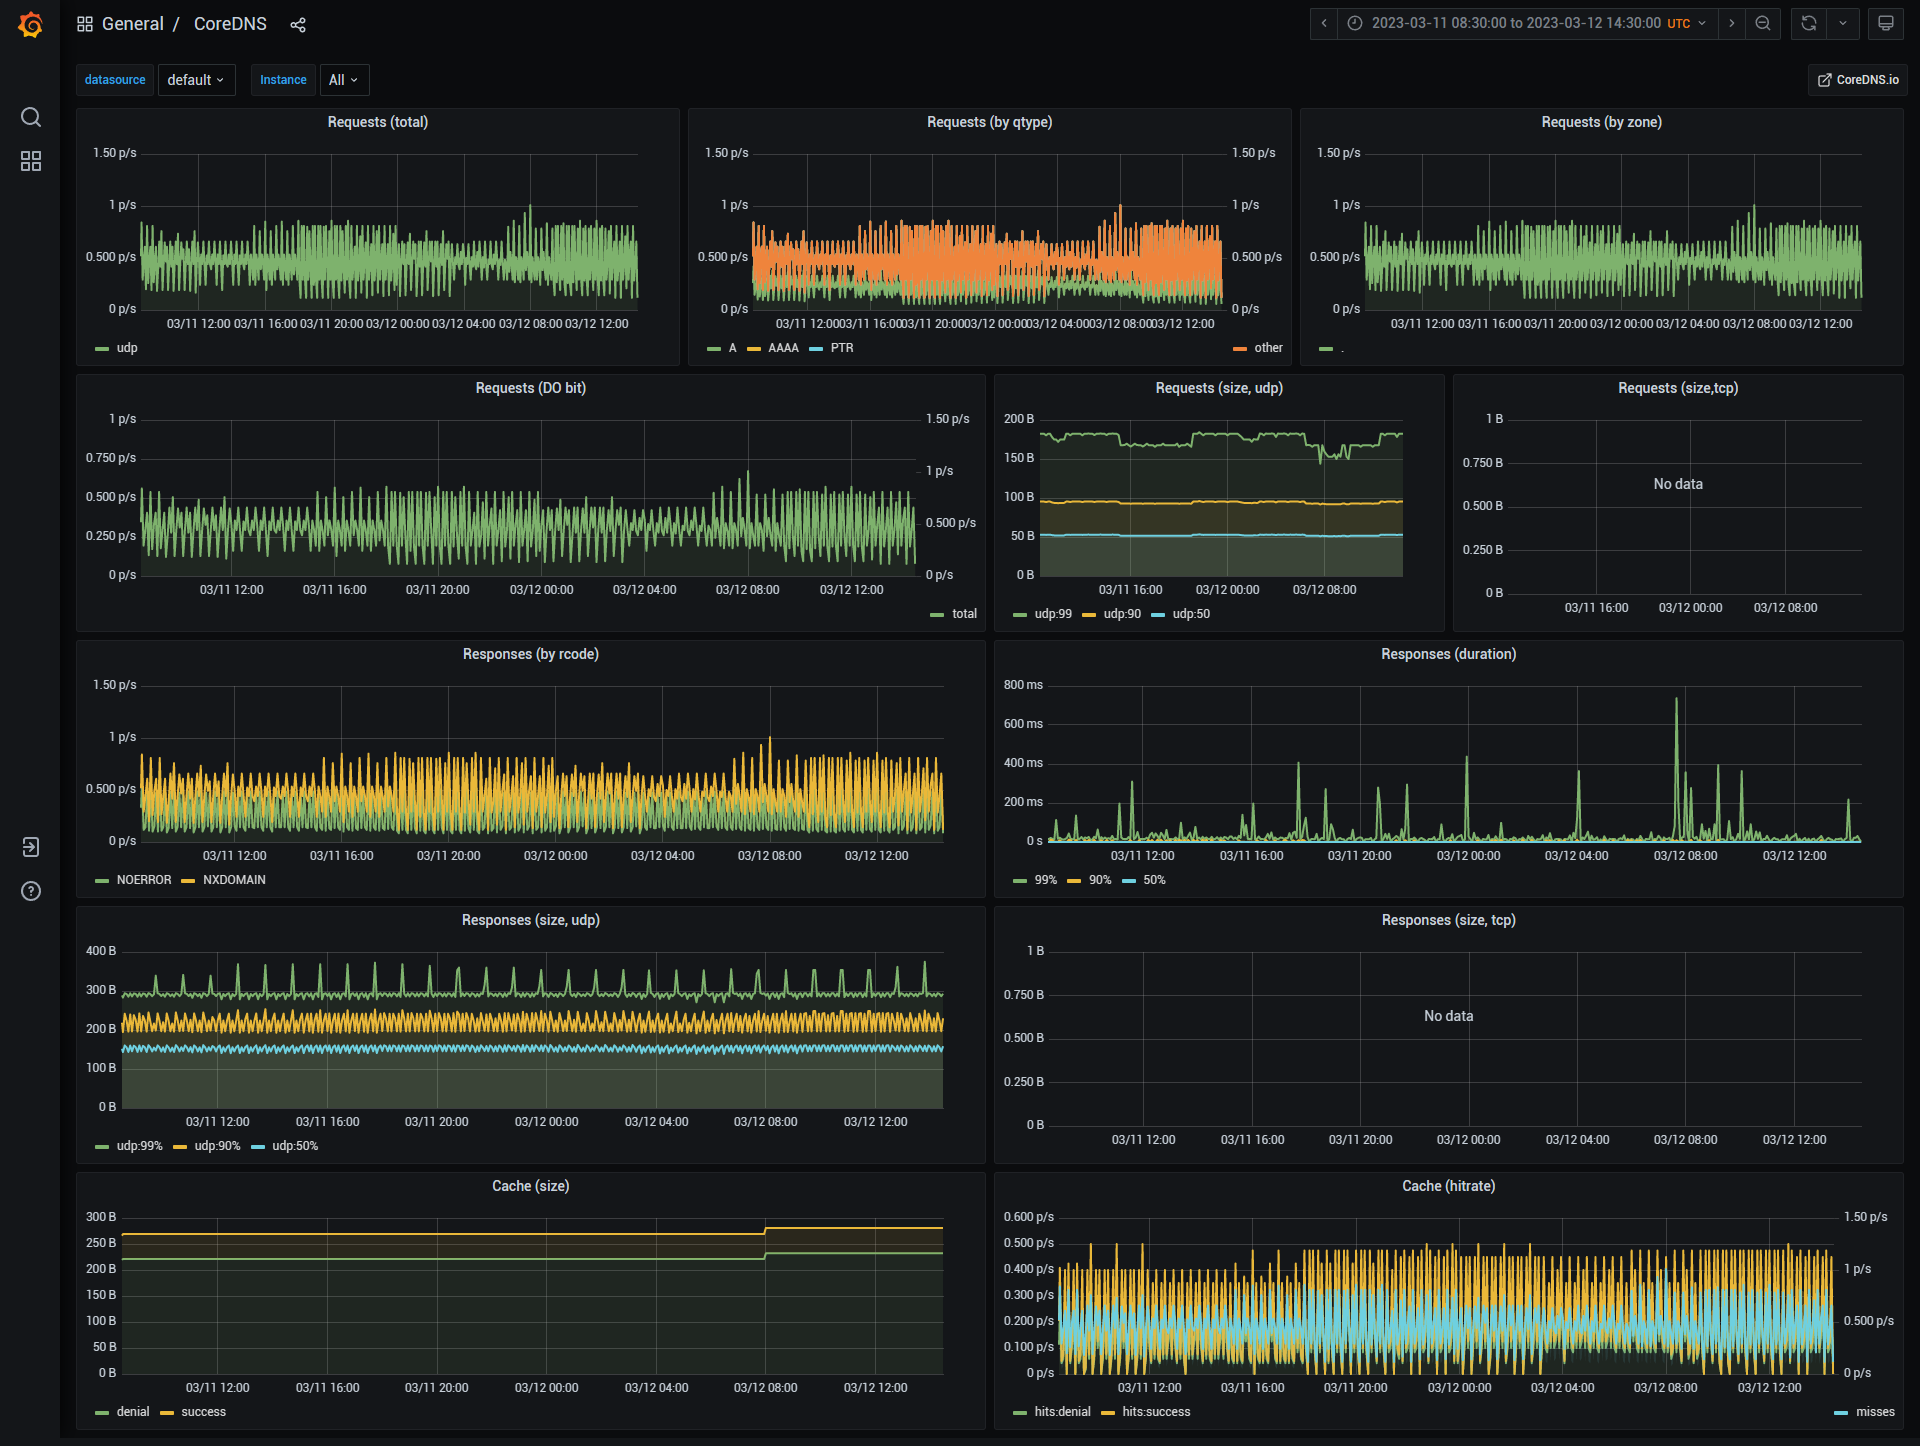 General / CoreDNS
2023-03-11 08:30:00 to 2023-03-12 14:30:00 UTC
datasource default Instance All CoreDNS.io
Requests (total)
1.50 p/s
1 p/s
0.500 p/s
0 p/s
03/11 12:00 03/11 16:00 03/11 20:00 03/12 00:00 03/12 04:00 03/12 08:00 03/12 12:00
udp
Requests (by qtype)
1.50 p/s 1.50 p/s
1 p/s 1 p/s
0.500 p/s 0.500 p/s
0 p/s 0 p/s
03/11 12:00 03/11 16:00 03/11 20:00 03/12 00:00 03/12 04:00 03/12 08:00 03/12 12:00
A AAAA PTR other
Requests (by zone)
1.50 p/s
1 p/s
0.500 p/s
0 p/s
03/11 12:00 03/11 16:00 03/11 20:00 03/12 00:00 03/12 04:00 03/12 08:00 03/12 12:00
.
Requests (DO bit)
1 p/s 1.50 p/s
0.750 p/s 1 p/s
0.500 p/s
0.250 p/s 0.500 p/s
0 p/s 0 p/s
03/11 12:00 03/11 16:00 03/11 20:00 03/12 00:00 03/12 04:00 03/12 08:00 03/12 12:00
total
Requests (size, udp)
200 B
150 B
100 B
50 B
0 B
03/11 16:00 03/12 00:00 03/12 08:00
udp:99 udp:90 udp:50
Requests (size,tcp)
1 B
0.750 B
No data
0.500 B
0.250 B
0 B
03/11 16:00 03/12 00:00 03/12 08:00
Responses (by rcode)
1.50 p/s
1 p/s
0.500 p/s
0 p/s
03/11 12:00 03/11 16:00 03/11 20:00 03/12 00:00 03/12 04:00 03/12 08:00 03/12 12:00
NOERROR NXDOMAIN
Responses (duration)
800 ms
600 ms
400 ms
200 ms
0 s
03/11 12:00 03/11 16:00 03/11 20:00 03/12 00:00 03/12 04:00 03/12 08:00 03/12 12:00
99% 90% 50%
Responses (size, udp)
400 B
300 B
200 B
100 B
0 B
03/11 12:00 03/11 16:00 03/11 20:00 03/12 00:00 03/12 04:00 03/12 08:00 03/12 12:00
udp:99% udp:90% udp:50%
Responses (size, tcp)
1 B
0.750 B
No data
0.500 B
0.250 B
0 B
03/11 12:00 03/11 16:00 03/11 20:00 03/12 00:00 03/12 04:00 03/12 08:00 03/12 12:00
Cache (size)
300 B
250 B
200 B
150 B
100 B
50 B
0 B
03/11 12:00 03/11 16:00 03/11 20:00 03/12 00:00 03/12 04:00 03/12 08:00 03/12 12:00
denial success
Cache (hitrate)
0.600 p/s 1.50 p/s
0.500 p/s
0.400 p/s 1 p/s
0.300 p/s
0.200 p/s 0.500 p/s
0.100 p/s
0 p/s 0 p/s
03/11 12:00 03/11 16:00 03/11 20:00 03/12 00:00 03/12 04:00 03/12 08:00 03/12 12:00
hits:denial hits:success misses